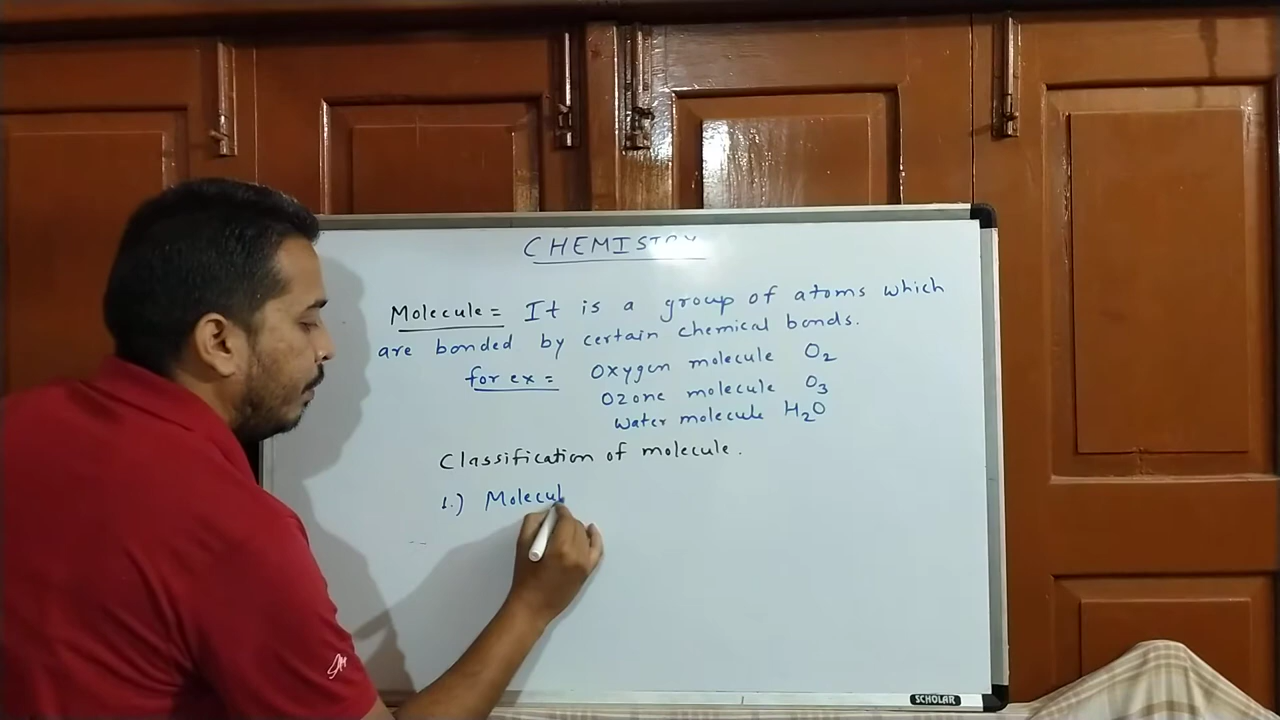 CHEMISTRY
Molecule = It is a group of atoms which
are bonded by certain chemical bonds.
for ex = Oxygen molecule O₂
Ozone molecule O₃
Water molecule H₂O
Classification of molecule.
1.) Molecul
SCHOLAR